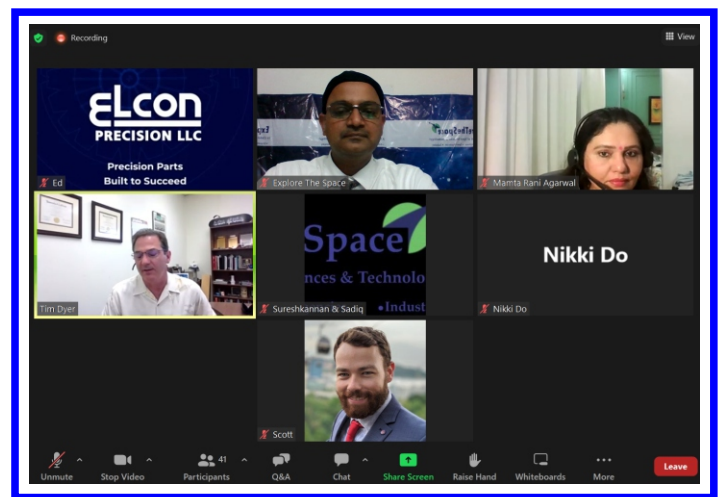 Recording
View
ELCON
PRECISION LLC
Precision Parts
Built to Succeed
Ed
Explore The Space
Mamta Rani Agarwal
Tim Dyer
Space
nces & Technolo
•Indust
Sureshkannan & Sadiq
Nikki Do
Nikki Do
Scott
Unmute
Stop Video
41
Participants
Q&A
Chat
Share Screen
Raise Hand
Whiteboards
More
Leave